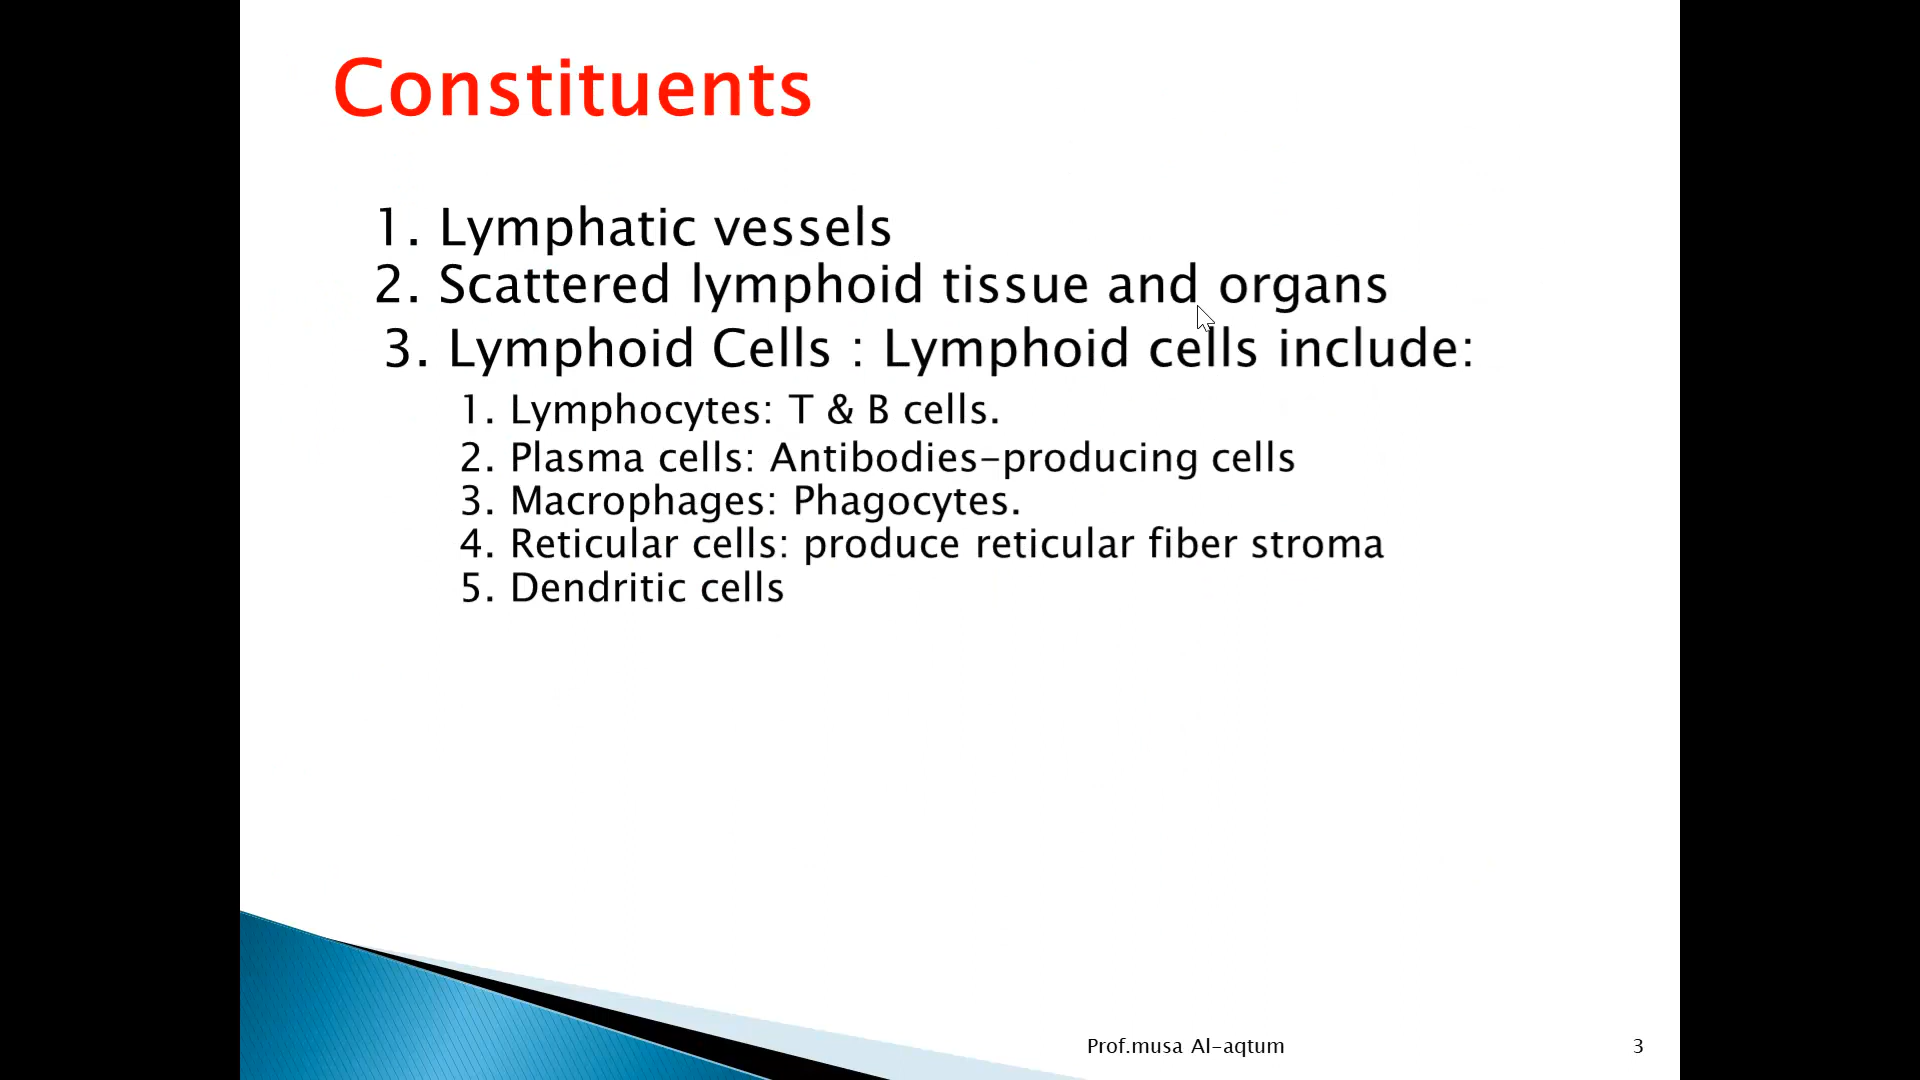 Constituents
1. Lymphatic vessels
2. Scattered lymphoid tissue and organs
3. Lymphoid Cells : Lymphoid cells include:
1. Lymphocytes: T & B cells.
2. Plasma cells: Antibodies-producing cells
3. Macrophages: Phagocytes.
4. Reticular cells: produce reticular fiber stroma
5. Dendritic cells
Prof.musa Al-aqtum 3